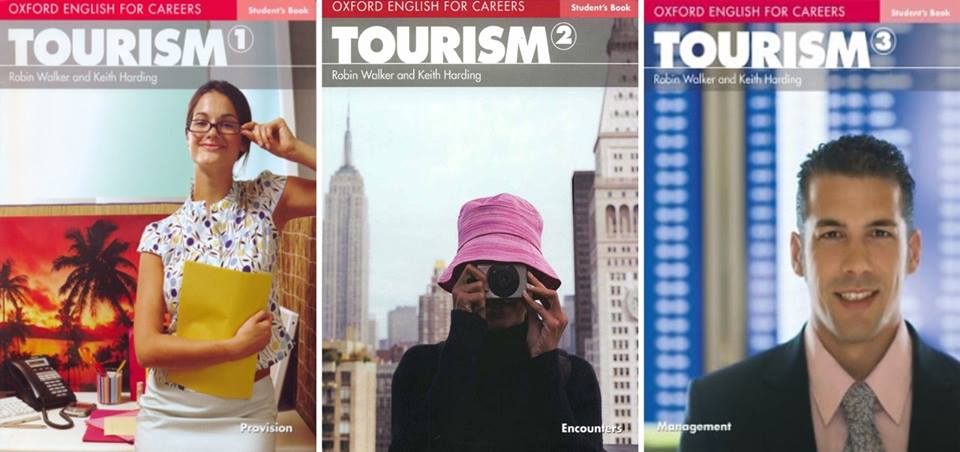 OXFORD ENGLISH FOR CAREERS
Student's Book
TOURISM 1
Robin Walker and Keith Harding
Provision
OXFORD ENGLISH FOR CAREERS
Student's Book
TOURISM 2
Robin Walker and Keith Harding
Encounters
OXFORD ENGLISH FOR CAREERS
Student's Book
TOURISM 3
Robin Walker and Keith Harding
Management